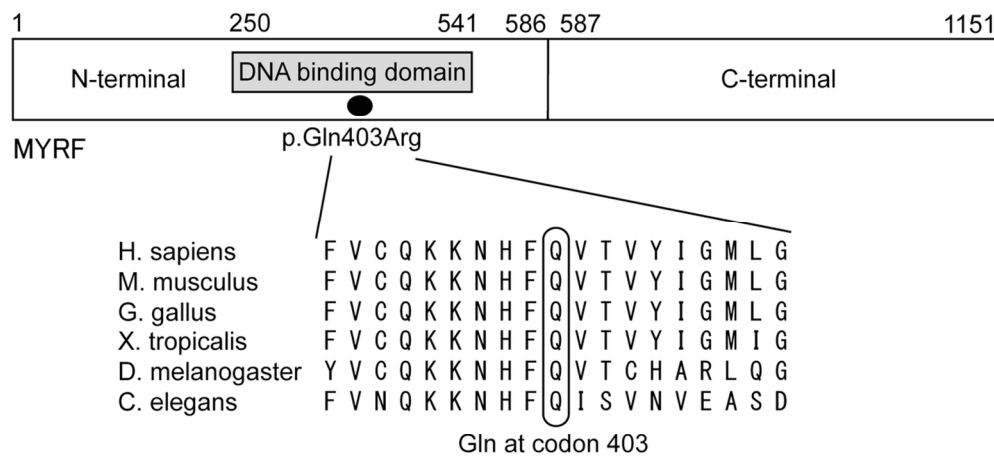 1 250 541 586 587 1151
N-terminal DNA binding domain C-terminal
p.Gln403Arg
MYRF
H. sapiens F V C Q K K N H F Q V T V Y I G M L G
M. musculus F V C Q K K N H F Q V T V Y I G M L G
G. gallus F V C Q K K N H F Q V T V Y I G M L G
X. tropicalis F V C Q K K N H F Q V T V Y I G M I G
D. melanogaster Y V C Q K K N H F Q V T C H A R L Q G
C. elegans F V N Q K K N H F Q I S V N V E A S D
Gln at codon 403